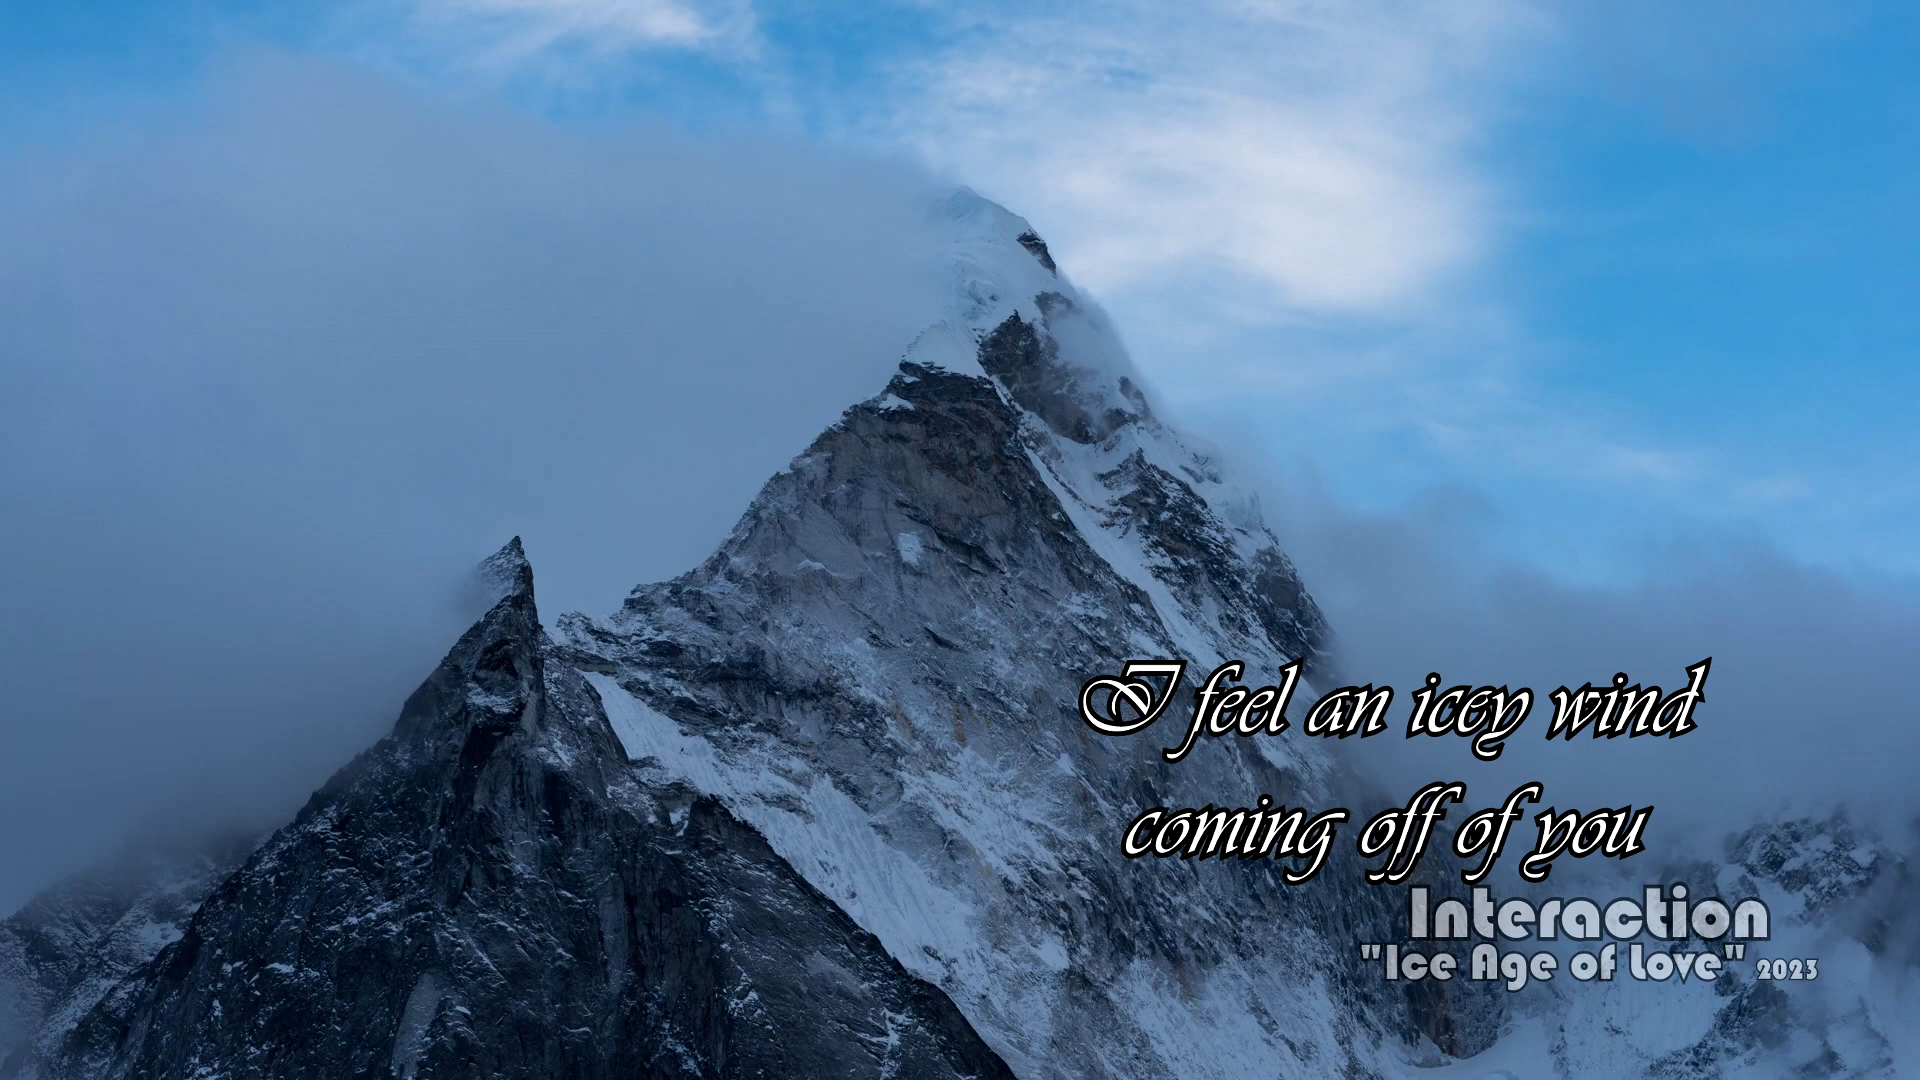 I feel an icey wind
coming off of you
Interaction
"Ice Age of Love" 2023